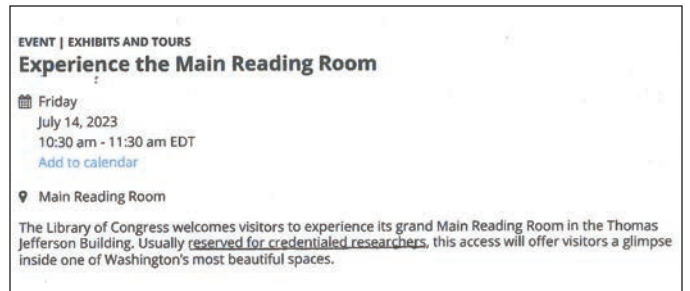 EVENT | EXHIBITS AND TOURS
Experience the Main Reading Room
Friday
July 14, 2023
10:30 am - 11:30 am EDT
Add to calendar
Main Reading Room
The Library of Congress welcomes visitors to experience its grand Main Reading Room in the Thomas
Jefferson Building. Usually reserved for credentialed researchers, this access will offer visitors a glimpse
inside one of Washington's most beautiful spaces.